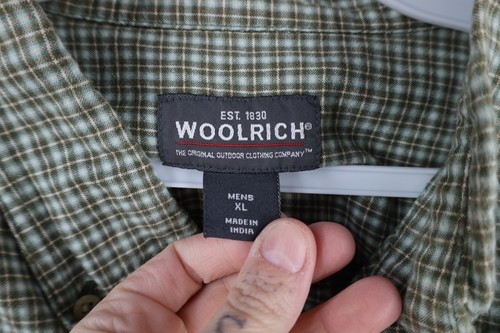 EST. 1830
WOOLRICH®
THE ORIGINAL OUTDOOR CLOTHING COMPANY™
MENS
XL
MADE IN
INDIA